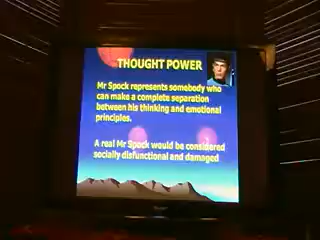 THOUGHT POWER
Mr Spock represents somebody who
can make a complete separation
between his thinking and emotional
principles.
A real Mr Spock would be considered
socially disfunctional and damaged